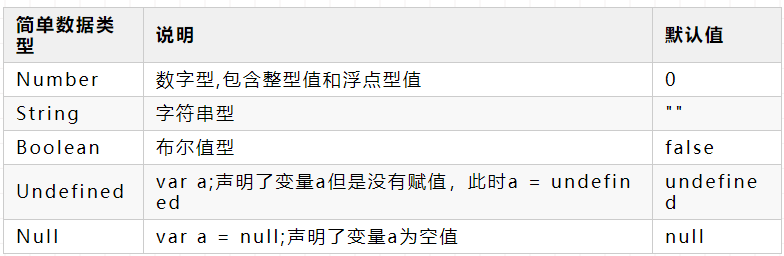 简单数据类型 说明 默认值
Number 数字型,包含整型值和浮点型值 0
String 字符串型 ""
Boolean 布尔值型 false
Undefined var a;声明了变量a但是没有赋值，此时a = undefined undefined
Null var a = null;声明了变量a为空值 null